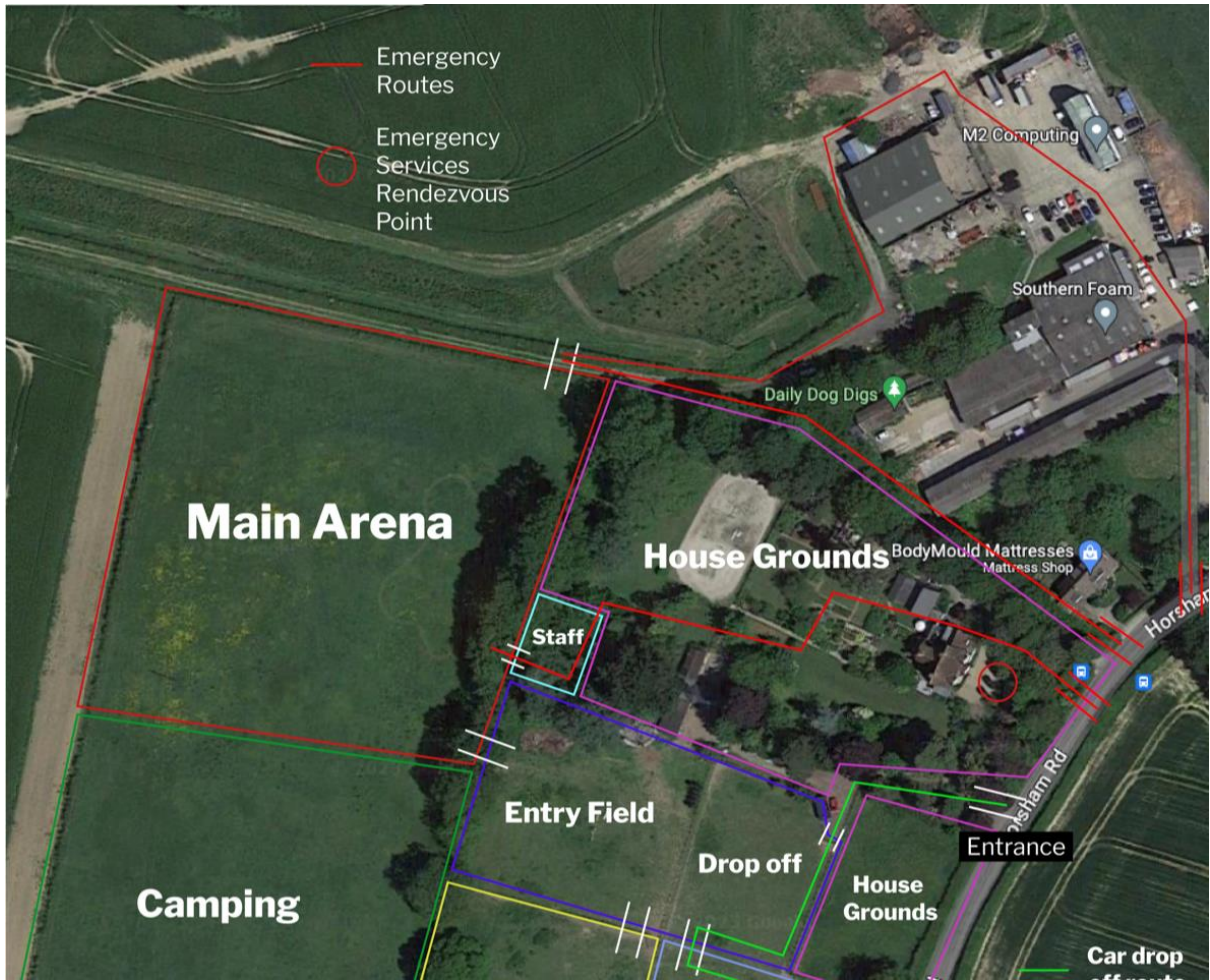 Emergency
Routes
Emergency
Services
Rendezvous
Point
M2 Computing
Southern Foam
Daily Dog Digs
Main Arena
House Grounds
BodyMould Mattresses
Mattress Shop
Staff
Entry Field
Drop off
Entrance
House
Grounds
Camping
Car drop